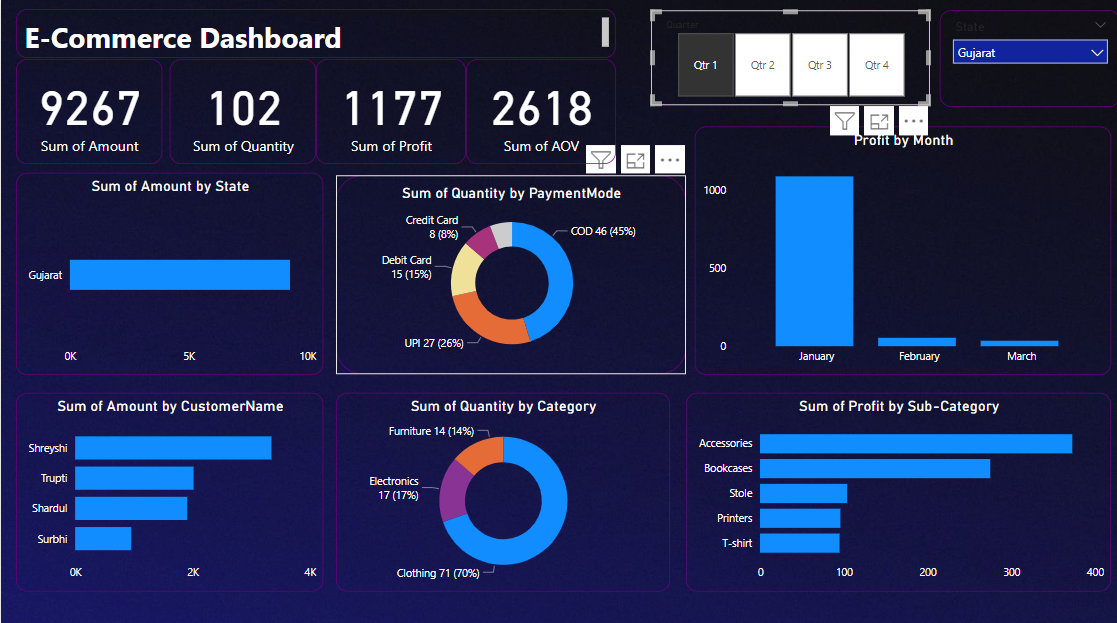 E-Commerce Dashboard
Quarter
Qtr 1 Qtr 2 Qtr 3 Qtr 4
State
Gujarat
9267 102 1177 2618
Sum of Amount Sum of Quantity Sum of Profit Sum of AOV
Sum of Amount by State
Gujarat
0K 5K 10K
Sum of Quantity by PaymentMode
Credit Card
8 (8%)
COD 46 (45%)
Debit Card
15 (15%)
UPI 27 (26%)
Profit by Month
1000
500
0
January February March
Sum of Amount by CustomerName
Shreyshi
Trupti
Shardul
Surbhi
0K 2K 4K
Sum of Quantity by Category
Furniture 14 (14%)
Electronics
17 (17%)
Clothing 71 (70%)
Sum of Profit by Sub-Category
Accessories
Bookcases
Stole
Printers
T-shirt
0 100 200 300 400